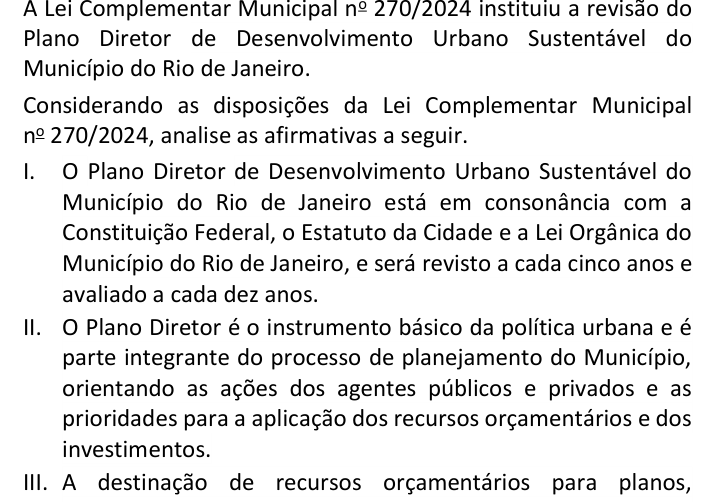 A Lei Complementar Municipal nº 270/2024 instituiu a revisão do
Plano Diretor de Desenvolvimento Urbano Sustentável do
Município do Rio de Janeiro.
Considerando as disposições da Lei Complementar Municipal
nº 270/2024, analise as afirmativas a seguir.
I. O Plano Diretor de Desenvolvimento Urbano Sustentável do
Município do Rio de Janeiro está em consonância com a
Constituição Federal, o Estatuto da Cidade e a Lei Orgânica do
Município do Rio de Janeiro, e será revisto a cada cinco anos e
avaliado a cada dez anos.
II. O Plano Diretor é o instrumento básico da política urbana e é
parte integrante do processo de planejamento do Município,
orientando as ações dos agentes públicos e privados e as
prioridades para a aplicação dos recursos orçamentários e dos
investimentos.
III. A destinação de recursos orçamentários para planos,